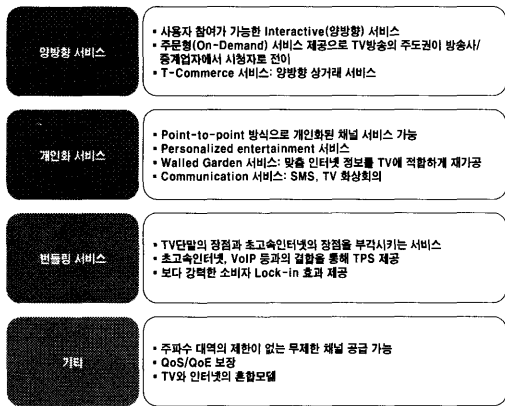 양방향 서비스
▪ 사용자 참여가 가능한 Interactive(양방향) 서비스
▪ 주문형(On-Demand) 서비스 제공으로 TV방송의 주도권이 방송사/
중계업자에서 시청자로 전이
▪ T-Commerce 서비스: 양방향 상거래 서비스
개인화 서비스
▪ Point-to-point 방식으로 개인화된 채널 서비스 가능
▪ Personalized entertainment 서비스
▪ Walled Garden 서비스: 맞춤 인터넷 정보를 TV에 적합하게 재가공
▪ Communication 서비스: SMS, TV 화상회의
번들링 서비스
▪ TV단말의 장점과 초고속인터넷의 장점을 부각시키는 서비스
▪ 초고속인터넷, VoIP 등과의 결합을 통해 TPS 제공
▪ 보다 강력한 소비자 Lock-in 효과 제공
기타
▪ 주파수 대역의 제한이 없는 무제한 채널 공급 가능
▪ QoS/QoE 보장
▪ TV와 인터넷의 혼합모델